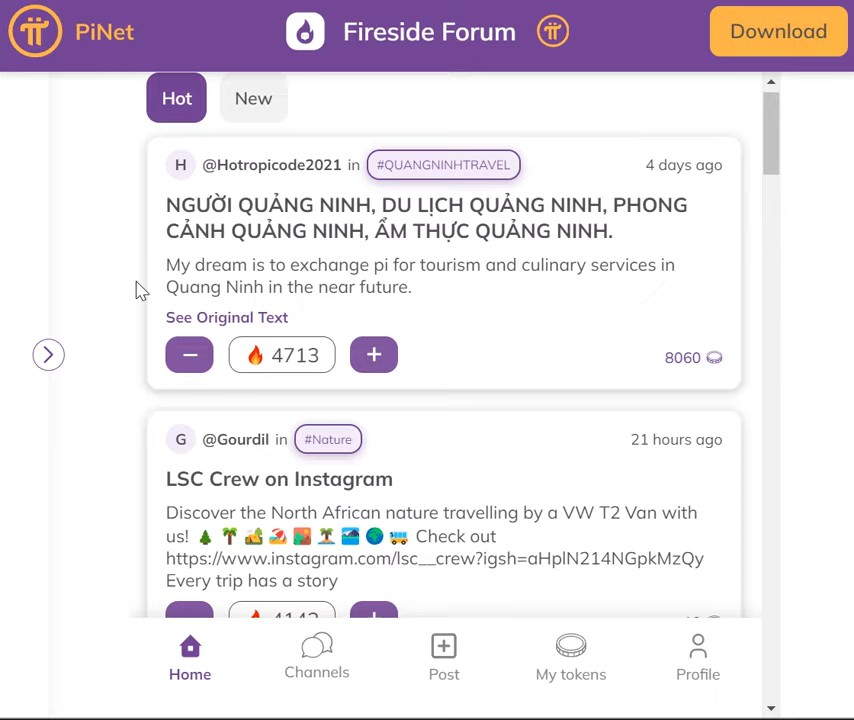 PiNet
Fireside Forum
Download
Hot
New
H @Hotropicode2021 in #QUANGNINHTRAVEL 4 days ago
NGƯỜI QUẢNG NINH, DU LỊCH QUẢNG NINH, PHONG
CẢNH QUẢNG NINH, ẨM THỰC QUẢNG NINH.
My dream is to exchange pi for tourism and culinary services in
Quang Ninh in the near future.
See Original Text
− 4713 + 8060
G @Gourdil in #Nature 21 hours ago
LSC Crew on Instagram
Discover the North African nature travelling by a VW T2 Van with
us! 🌲 🌴 🏕️ 🏖️ 🏞️ 🏝️ 🌍 🚌 Check out
https://www.instagram.com/lsc__crew?igsh=aHplN214NGpkMzQy
Every trip has a story
Home
Channels
Post
My tokens
Profile